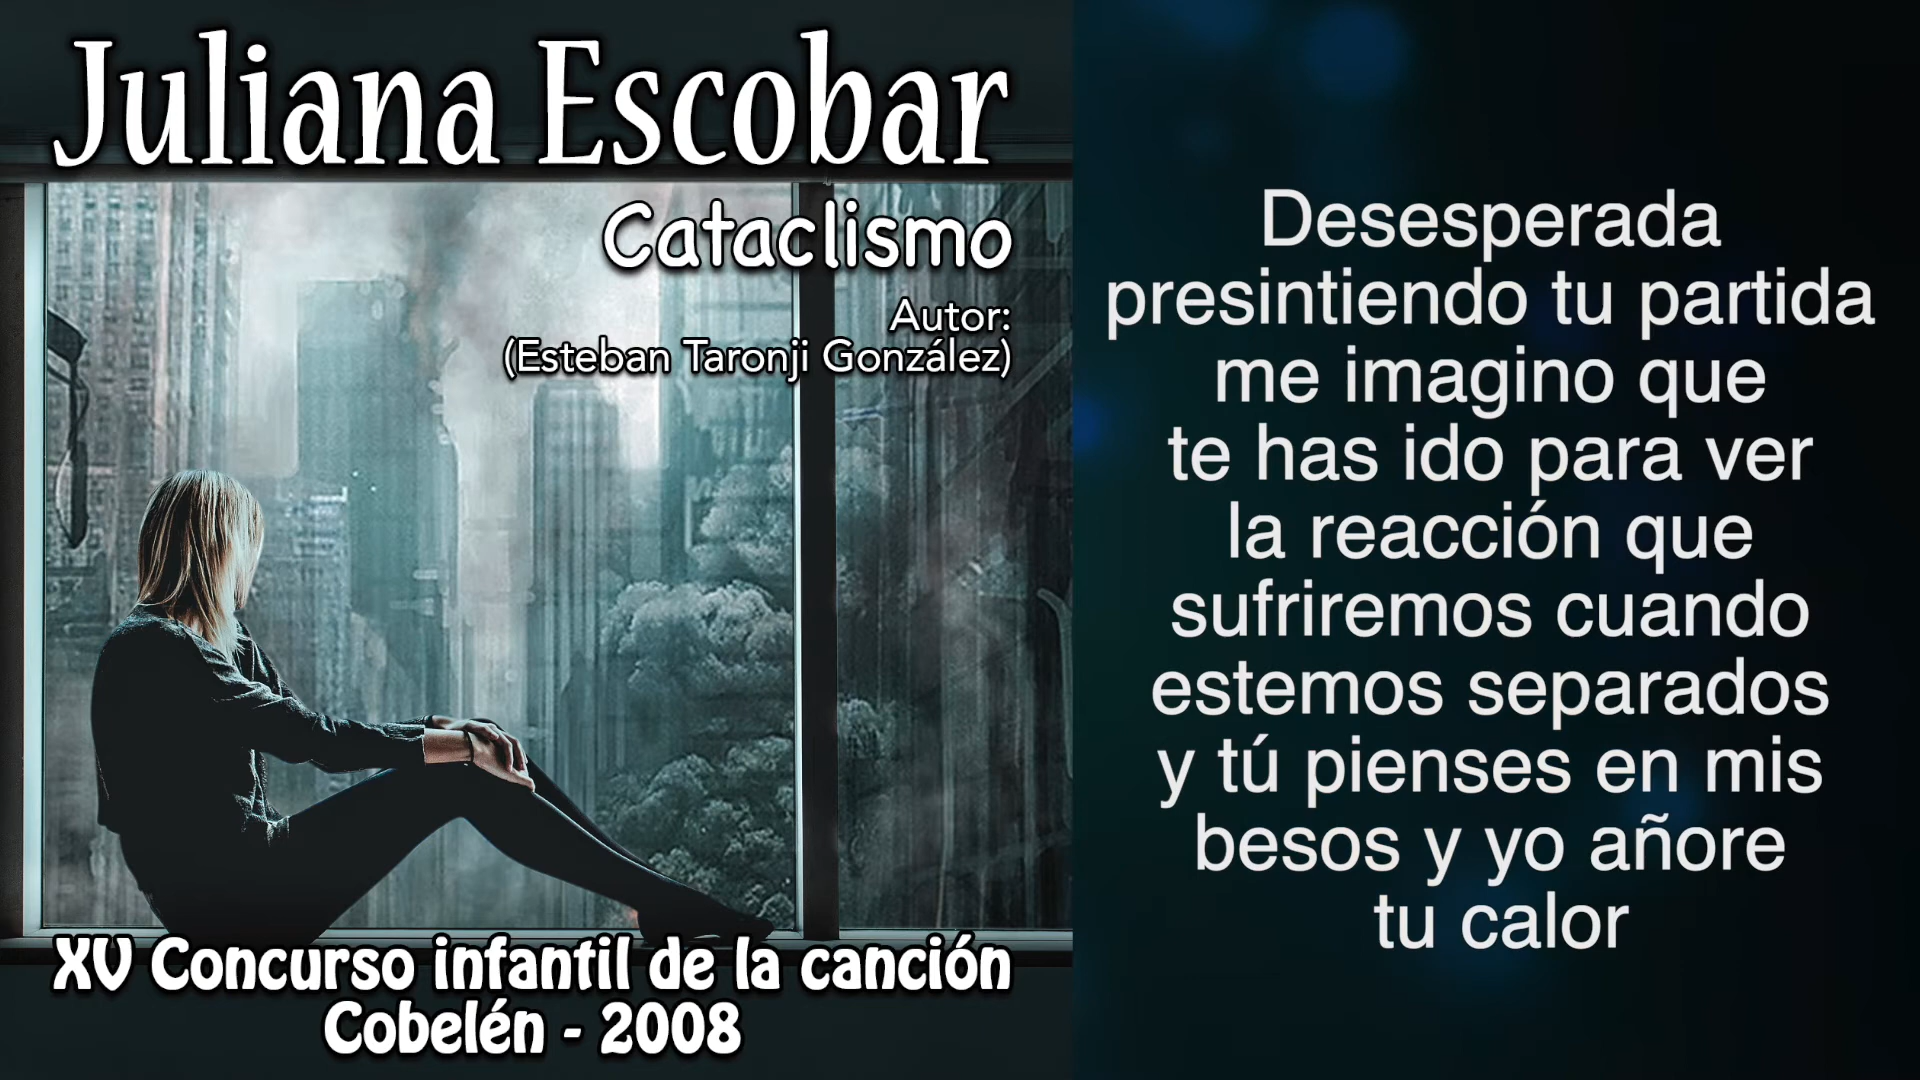 Juliana Escobar
Cataclismo
Autor:
(Esteban Taronji González)
XV Concurso infantil de la canción
Cobelén - 2008
Desesperada
presintiendo tu partida
me imagino que
te has ido para ver
la reacción que
sufriremos cuando
estemos separados
y tú pienses en mis
besos y yo añore
tu calor